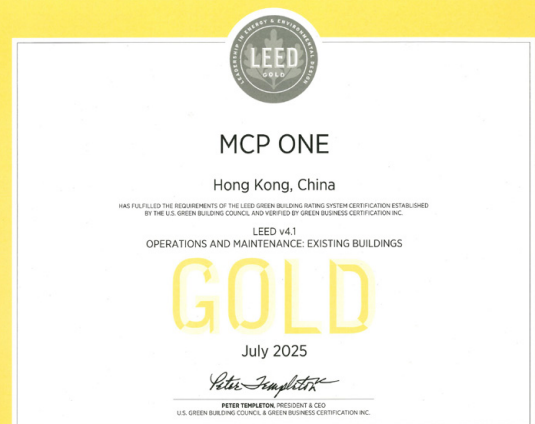 LEADERSHIP IN ENERGY & ENVIRONMENTAL DESIGN
LEED
GOLD
MCP ONE
Hong Kong, China
HAS FULFILLED THE REQUIREMENTS OF THE LEED GREEN BUILDING RATING SYSTEM CERTIFICATION ESTABLISHED
BY THE U.S. GREEN BUILDING COUNCIL AND VERIFIED BY GREEN BUSINESS CERTIFICATION INC.
LEED v4.1
OPERATIONS AND MAINTENANCE: EXISTING BUILDINGS
GOLD
July 2025
Peter Templeton
PETER TEMPLETON, PRESIDENT & CEO
U.S. GREEN BUILDING COUNCIL & GREEN BUSINESS CERTIFICATION INC.